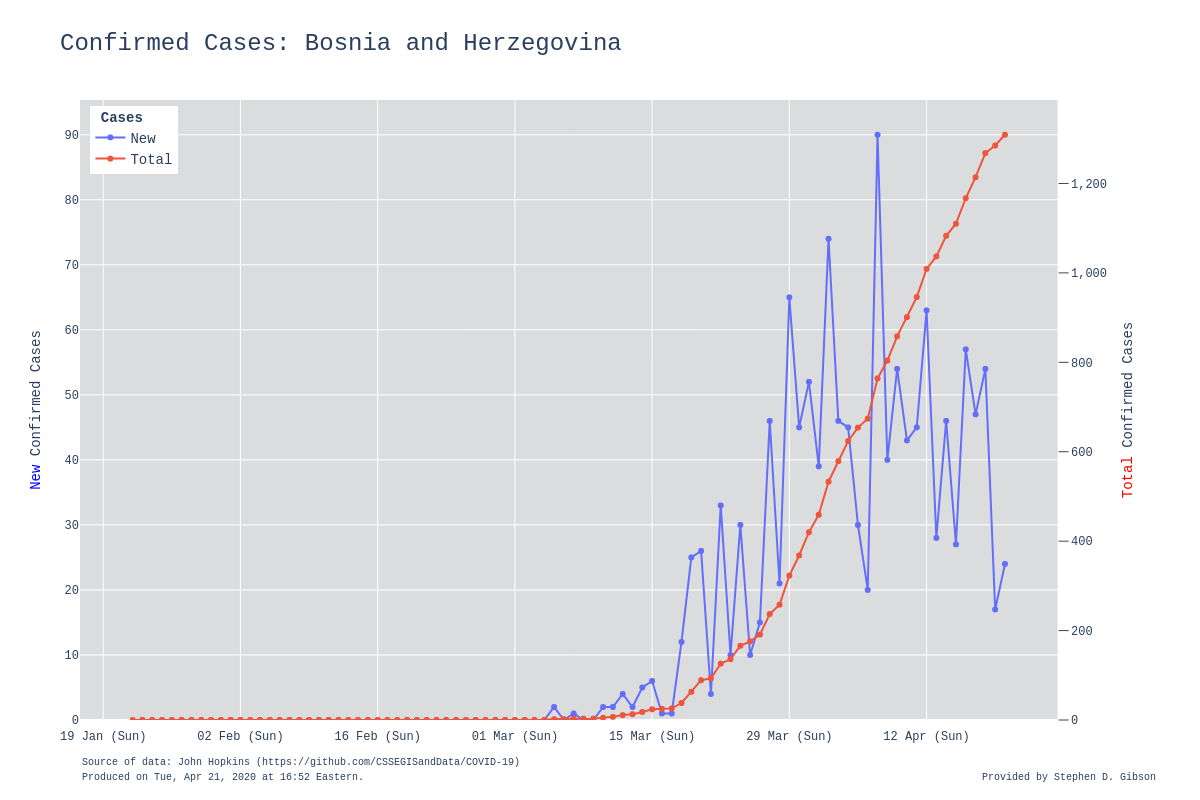 Confirmed Cases: Bosnia and Herzegovina
Cases
New
Total
90
80
70
60
50
40
30
20
10
0
New Confirmed Cases
1,200
1,000
800
600
400
200
0
Total Confirmed Cases
19 Jan (Sun) 02 Feb (Sun) 16 Feb (Sun) 01 Mar (Sun) 15 Mar (Sun) 29 Mar (Sun) 12 Apr (Sun)
Source of data: John Hopkins (https://github.com/CSSEGISandData/COVID-19)
Produced on Tue, Apr 21, 2020 at 16:52 Eastern.
Provided by Stephen D. Gibson